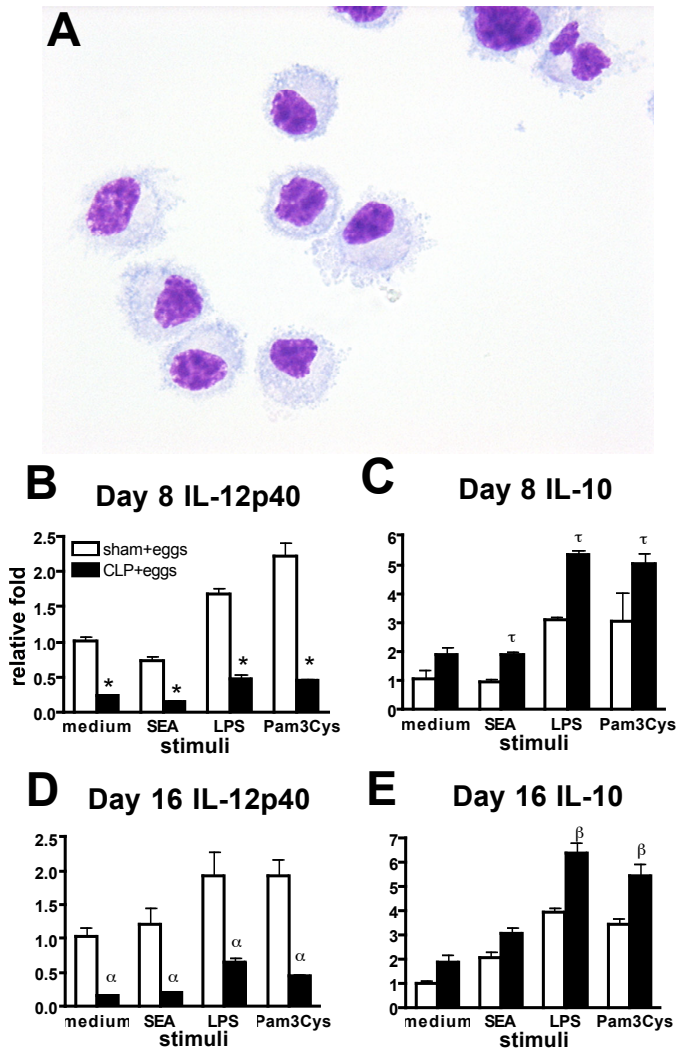 A
B Day 8 IL-12p40
C Day 8 IL-10
relative fold
2.5
2.0
1.5
1.0
0.5
0.0
sham+eggs
CLP+eggs
* * * *
medium SEA LPS Pam3Cys
stimuli
6
5
4
3
2
1
0
τ τ τ
medium SEA LPS Pam3Cys
stimuli
D Day 16 IL-12p40
E Day 16 IL-10
2.5
2.0
1.5
1.0
0.5
0.0
α α α α
medium SEA LPS Pam3Cys
stimuli
7
6
5
4
3
2
1
0
β β
medium SEA LPS Pam3Cys
stimuli